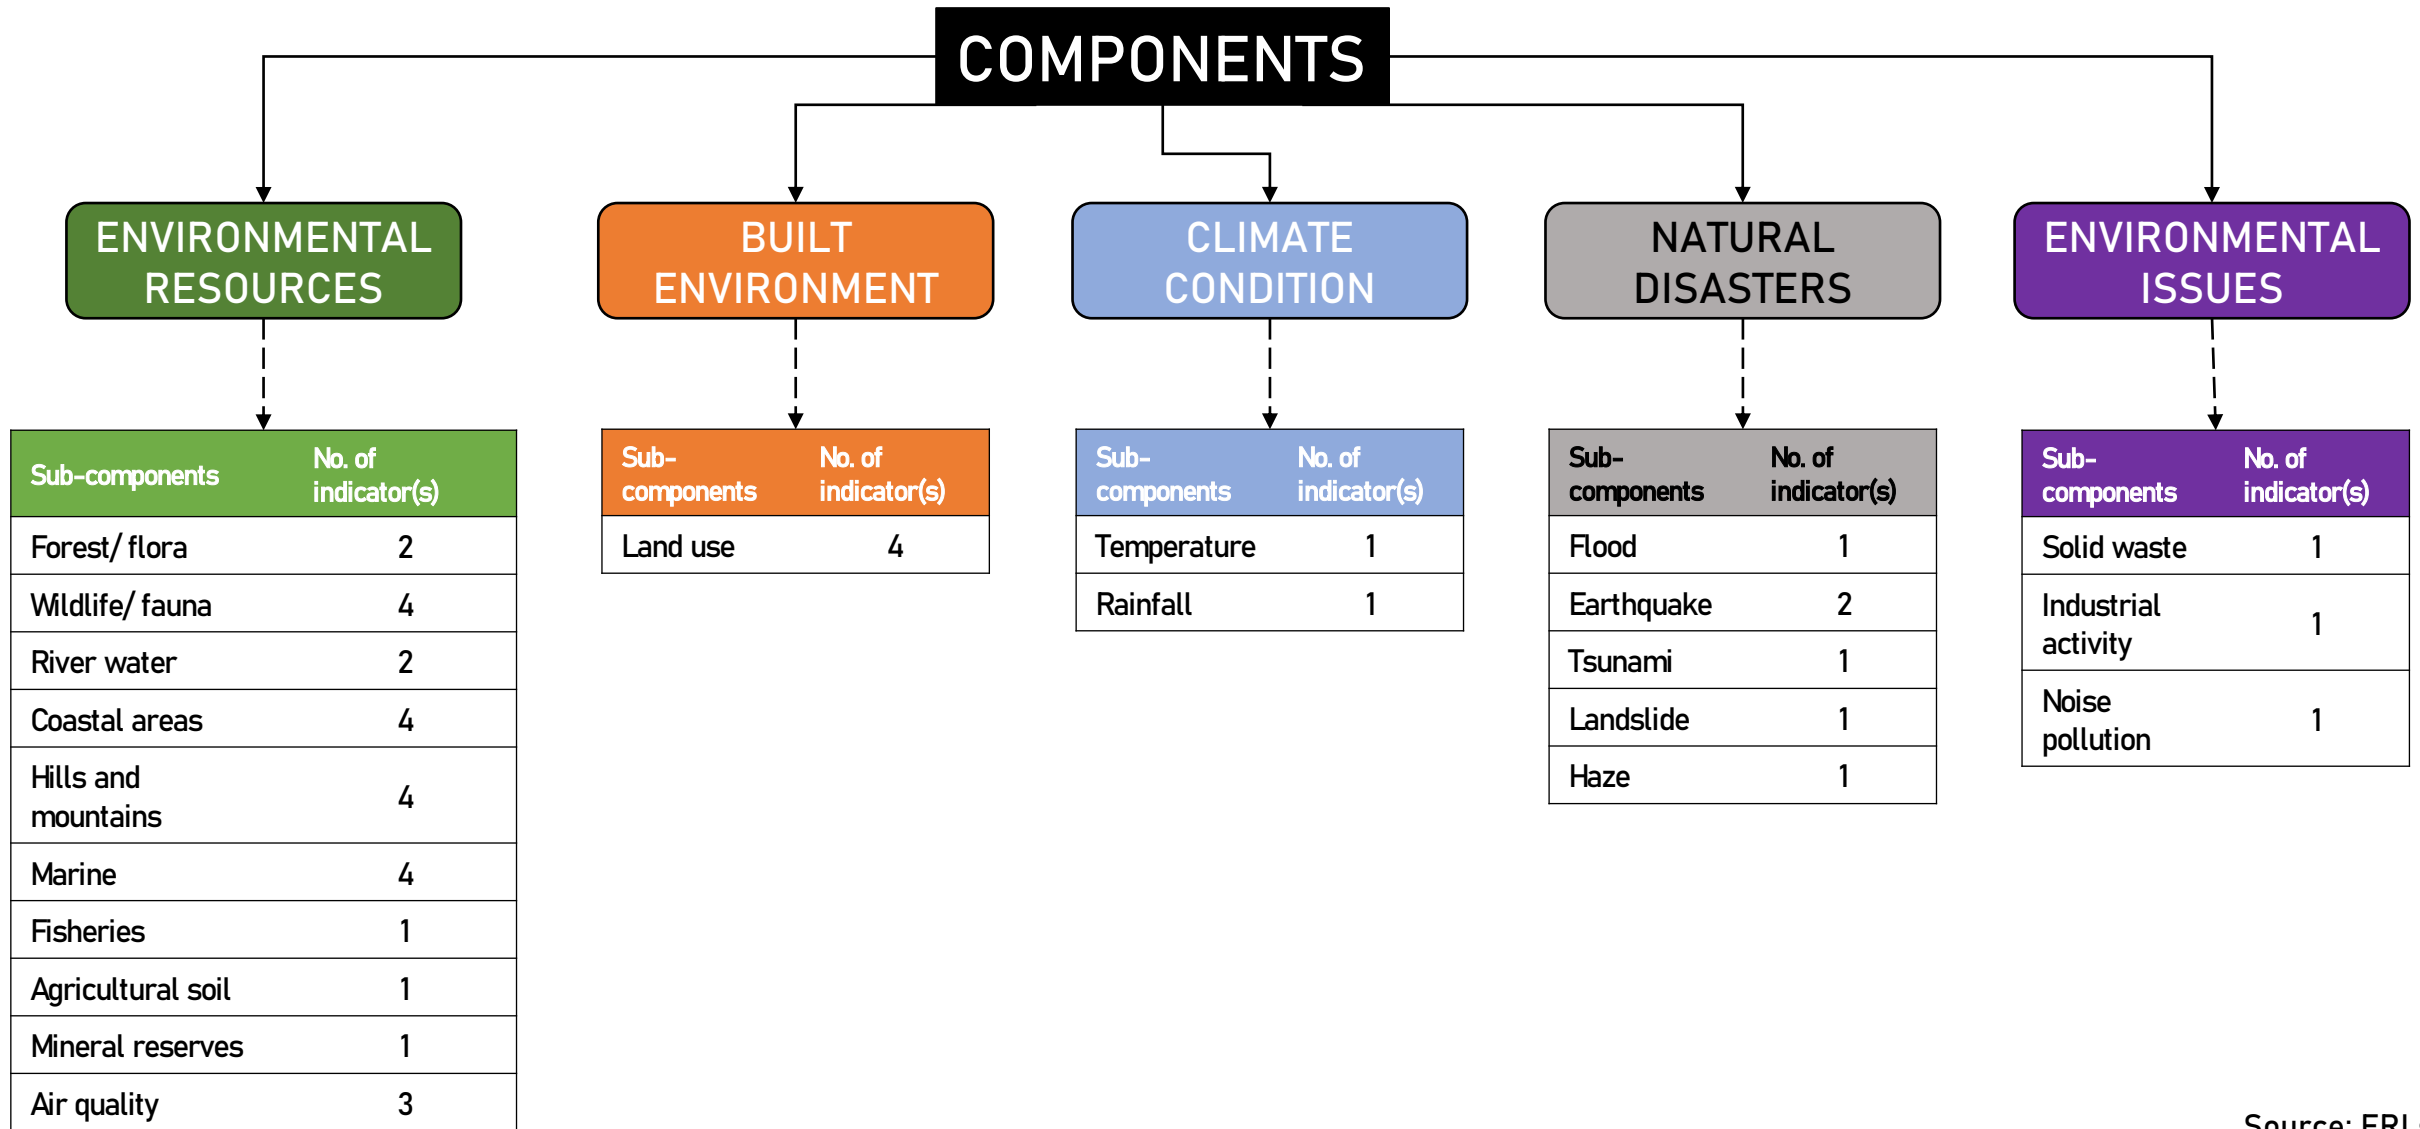 COMPONENTS
ENVIRONMENTAL
RESOURCES
BUILT
ENVIRONMENT
CLIMATE
CONDITION
NATURAL
DISASTERS
ENVIRONMENTAL
ISSUES
Sub-components No. of
indicator(s)
Forest/ flora 2
Wildlife/ fauna 4
River water 2
Coastal areas 4
Hills and
mountains 4
Marine 4
Fisheries 1
Agricultural soil 1
Mineral reserves 1
Air quality 3
Sub- No. of
components indicator(s)
Land use 4
Sub- No. of
components indicator(s)
Temperature 1
Rainfall 1
Sub- No. of
components indicator(s)
Flood 1
Earthquake 2
Tsunami 1
Landslide 1
Haze 1
Sub- No. of
components indicator(s)
Solid waste 1
Industrial
activity 1
Noise
pollution 1
Source: